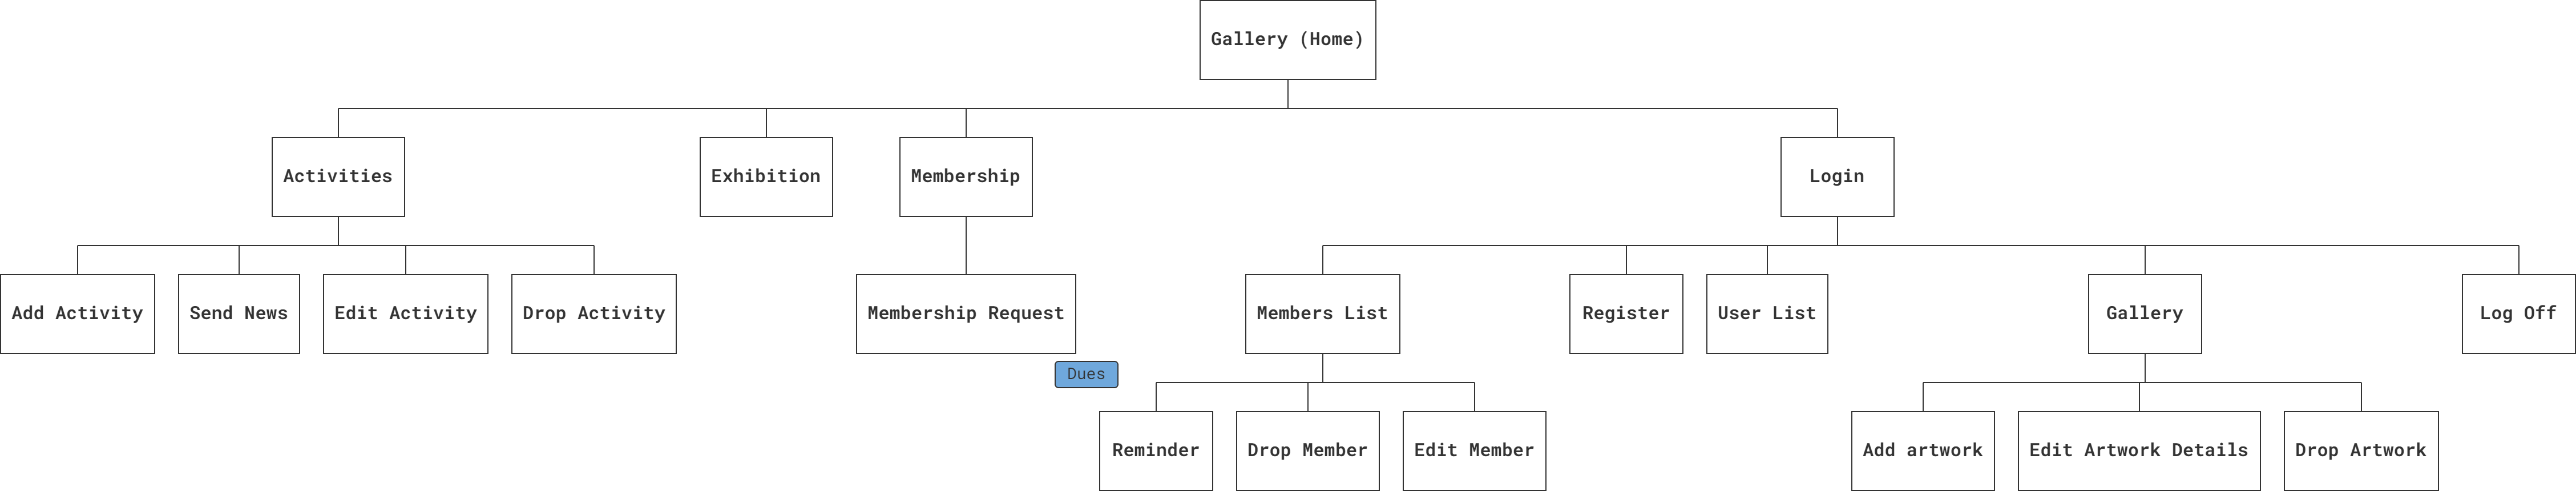 Gallery (Home)
Activities
Exhibition
Membership
Login
Add Activity
Send News
Edit Activity
Drop Activity
Membership Request
Members List
Register
User List
Gallery
Log Off
Dues
Reminder
Drop Member
Edit Member
Add artwork
Edit Artwork Details
Drop Artwork